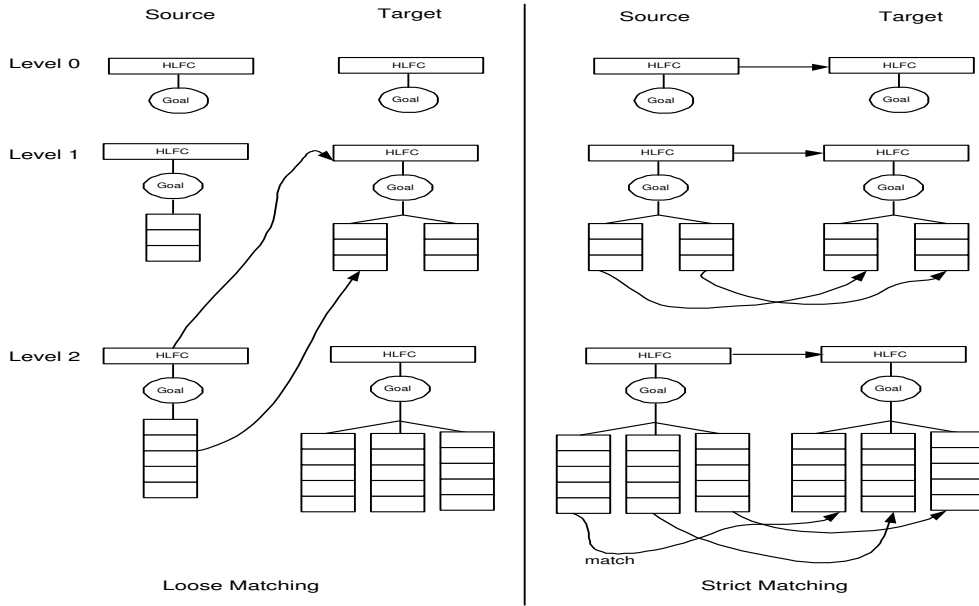 Source Target Source Target
Level 0 HLFC HLFC HLFC HLFC
Goal Goal Goal Goal
Level 1 HLFC HLFC HLFC HLFC
Goal Goal Goal Goal
Level 2 HLFC HLFC HLFC HLFC
Goal Goal Goal Goal
match
Loose Matching Strict Matching